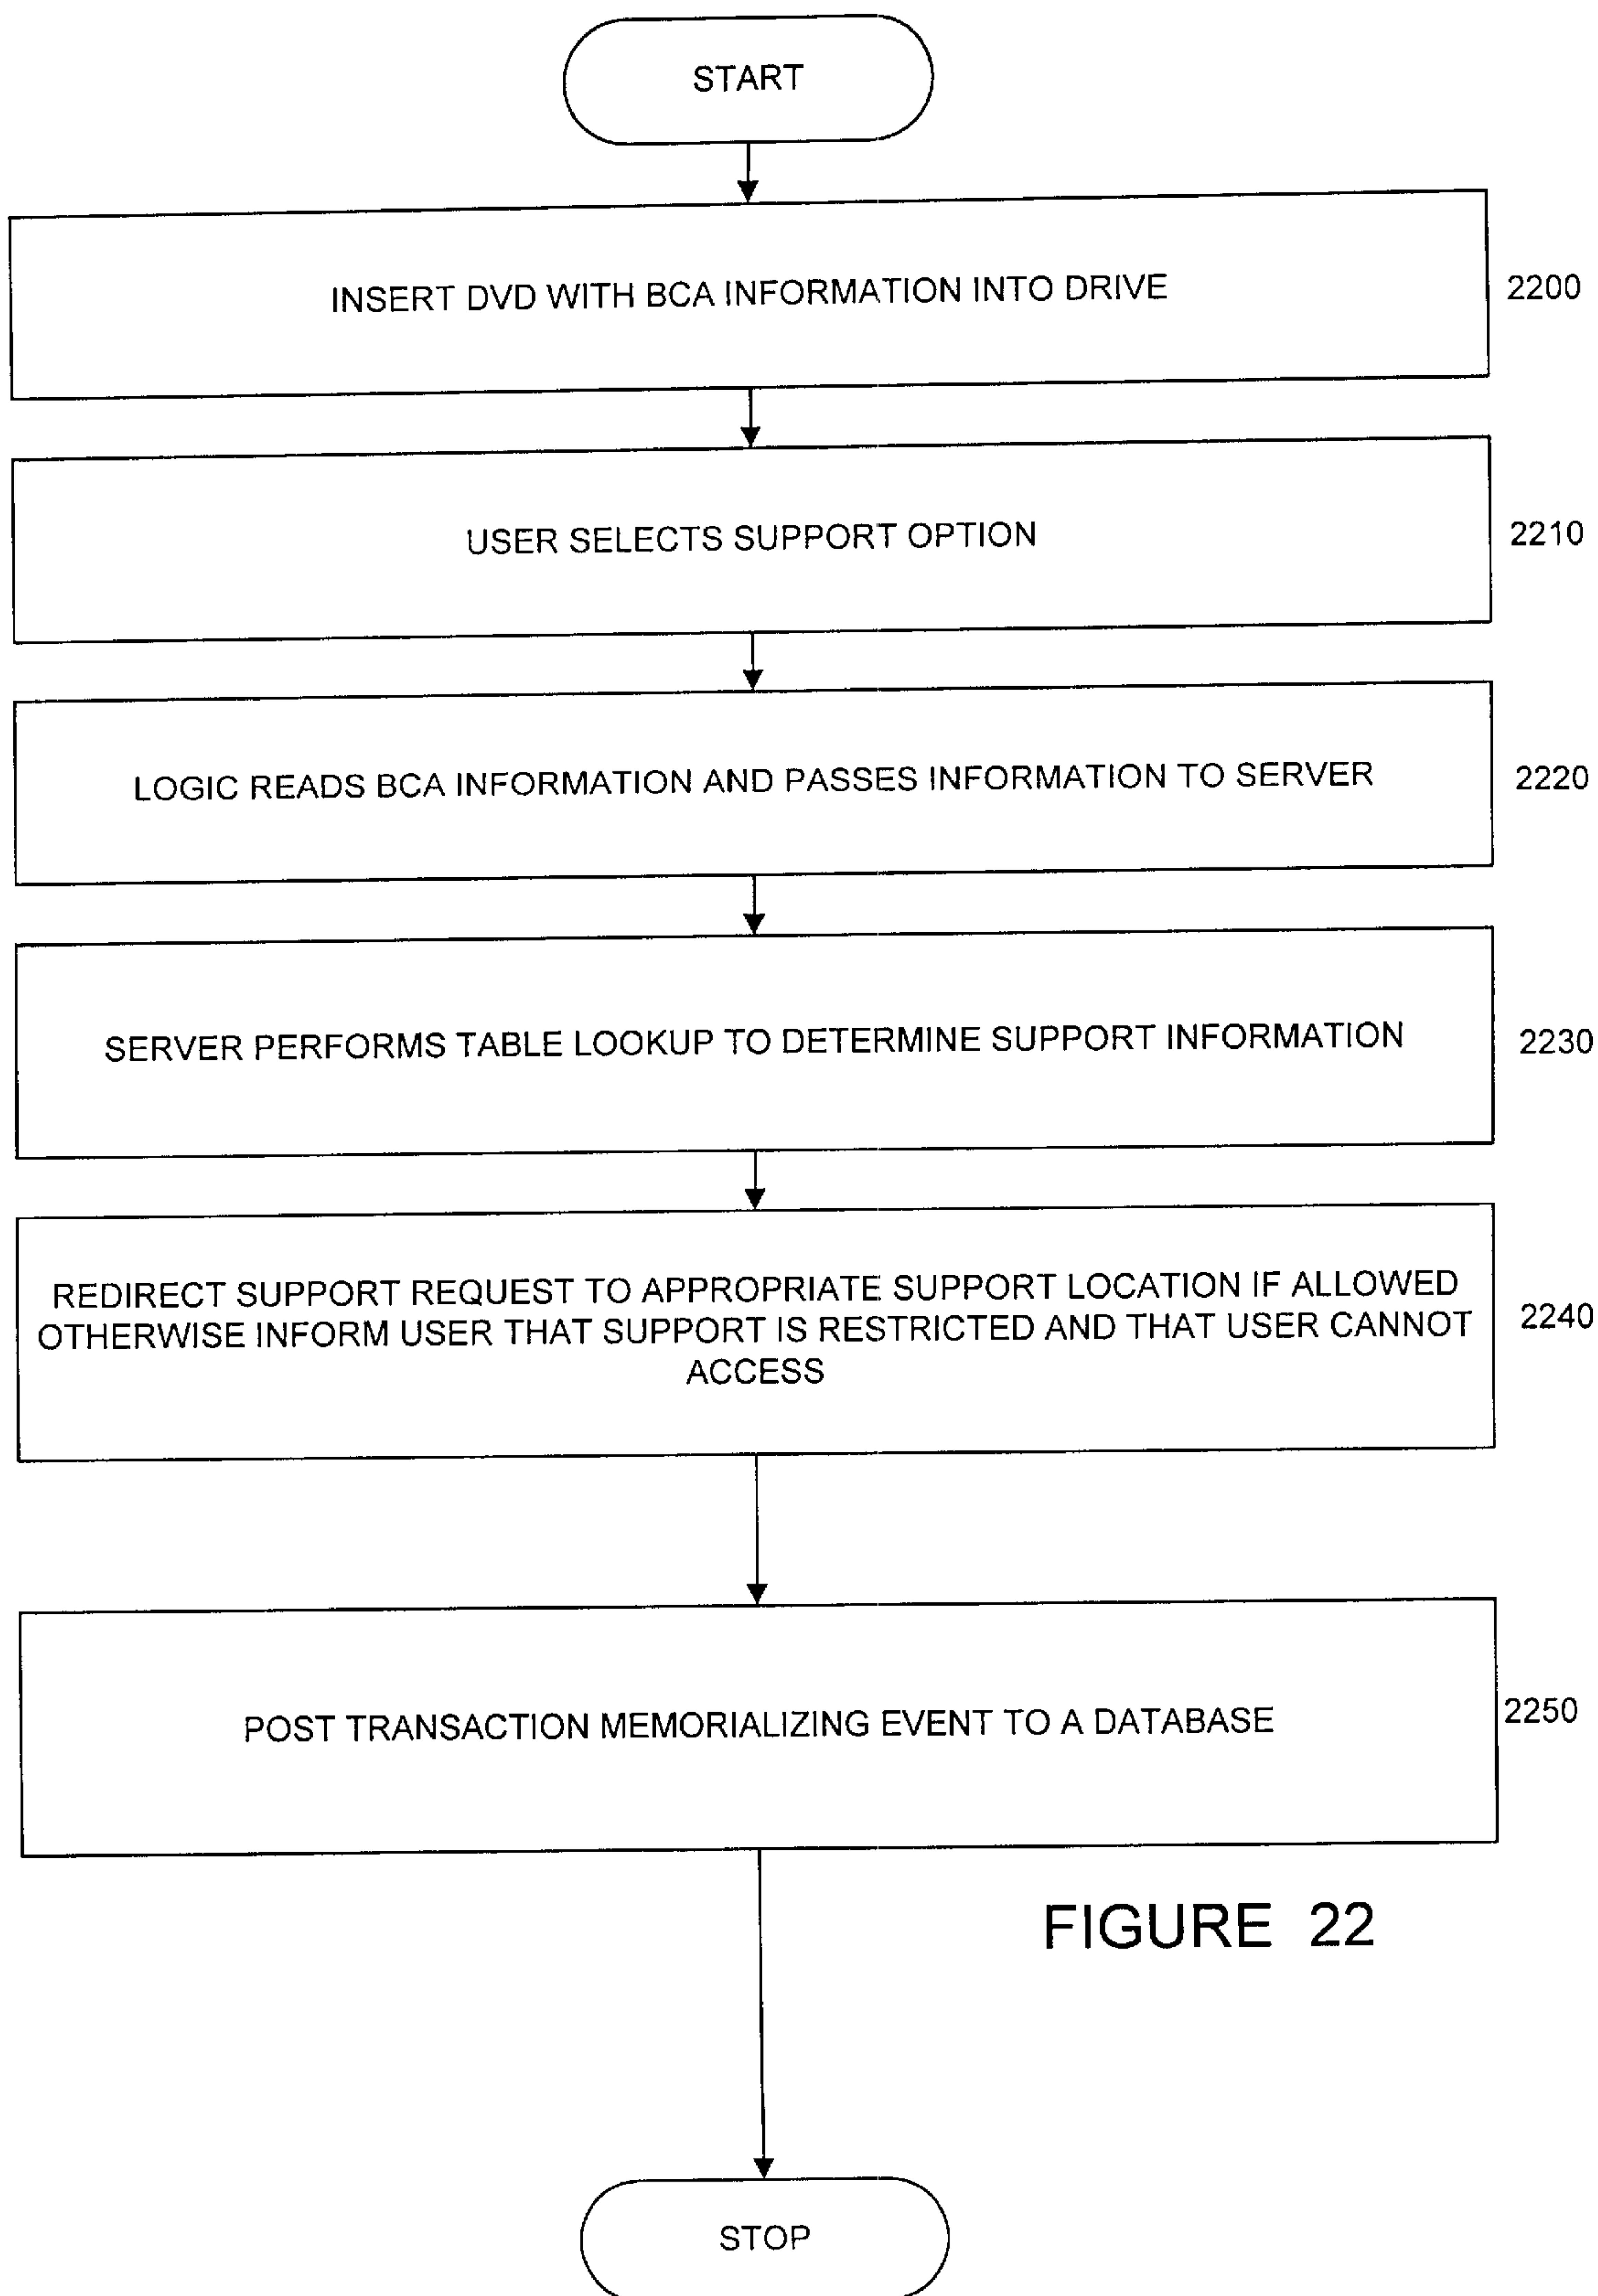 START
INSERT DVD WITH BCA INFORMATION INTO DRIVE
2200
USER SELECTS SUPPORT OPTION
2210
LOGIC READS BCA INFORMATION AND PASSES INFORMATION TO SERVER
2220
SERVER PERFORMS TABLE LOOKUP TO DETERMINE SUPPORT INFORMATION
2230
REDIRECT SUPPORT REQUEST TO APPROPRIATE SUPPORT LOCATION IF ALLOWED
OTHERWISE INFORM USER THAT SUPPORT IS RESTRICTED AND THAT USER CANNOT
ACCESS
2240
POST TRANSACTION MEMORIALIZING EVENT TO A DATABASE
2250
FIGURE 22
STOP